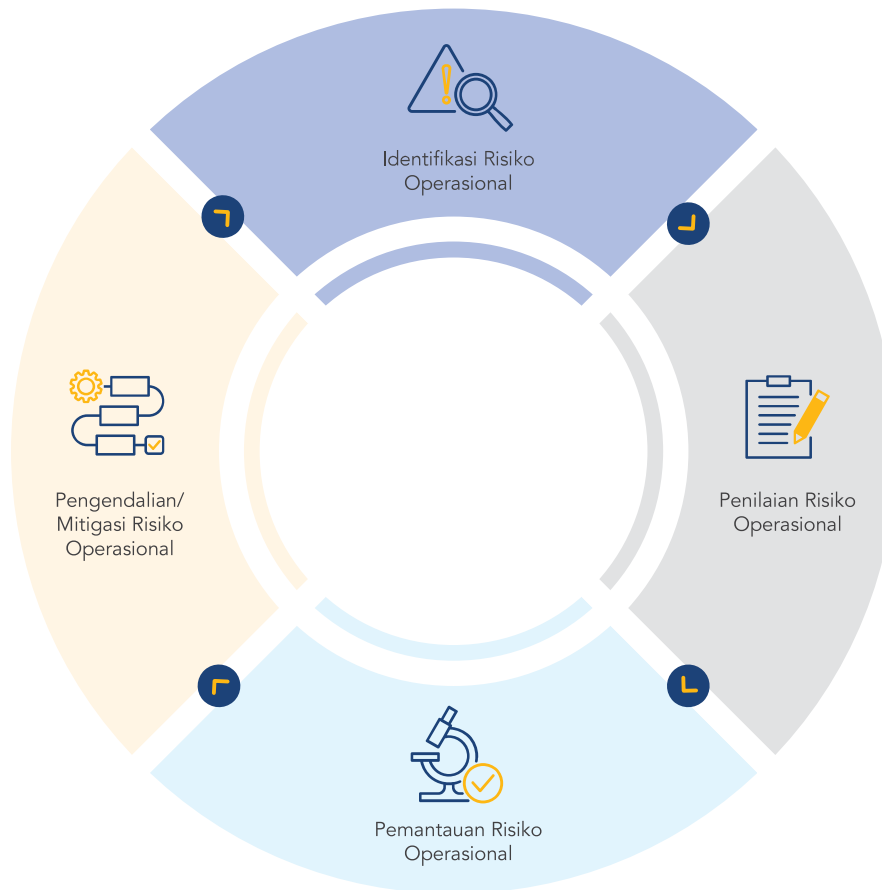 Identifikasi Risiko
Operasional
Penilaian Risiko
Operasional
Pemantauan Risiko
Operasional
Pengendalian/
Mitigasi Risiko
Operasional